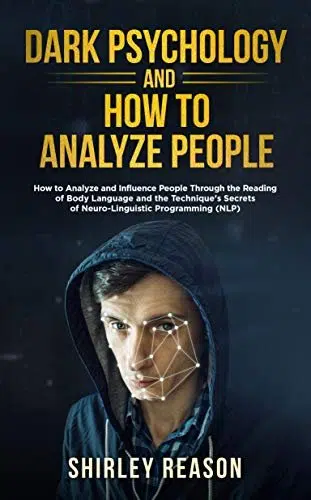 DARK PSYCHOLOGY
AND
HOW TO
ANALYZE PEOPLE
How to Analyze and Influence People Through the Reading
of Body Language and the Technique's Secrets
of Neuro-Linguistic Programming (NLP)
SHIRLEY REASON